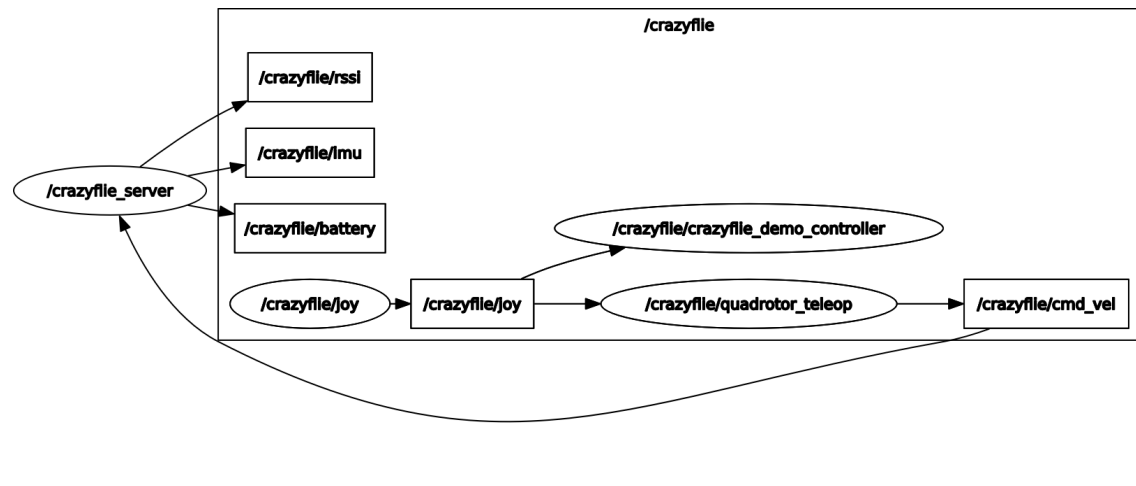 /crazyflie
/crazyflie/rssi
/crazyflie/imu
/crazyflie_server
/crazyflie/battery
/crazyflie/crazyflie_demo_controller
/crazyflie/joy
/crazyflie/joy
/crazyflie/quadrotor_teleop
/crazyflie/cmd_vel